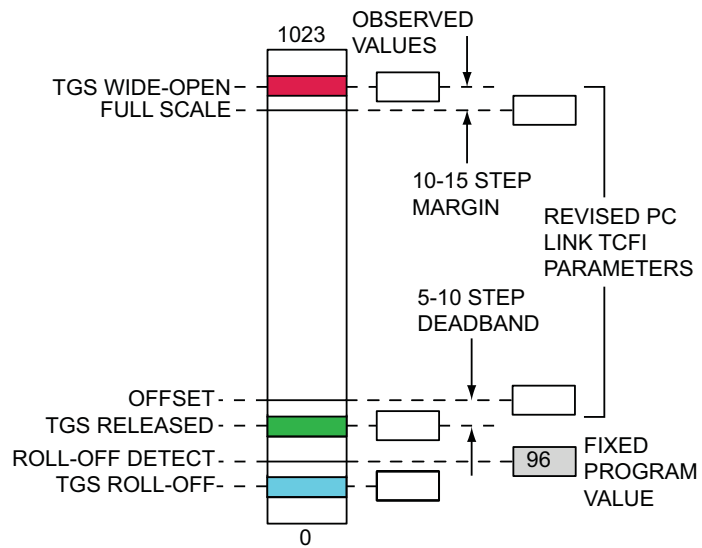 OBSERVED
VALUES
1023
TGS WIDE-OPEN
FULL SCALE
10-15 STEP
MARGIN
REVISED PC
LINK TCFI
PARAMETERS
5-10 STEP
DEADBAND
OFFSET
TGS RELEASED
ROLL-OFF DETECT
96
FIXED
PROGRAM
VALUE
TGS ROLL-OFF
0